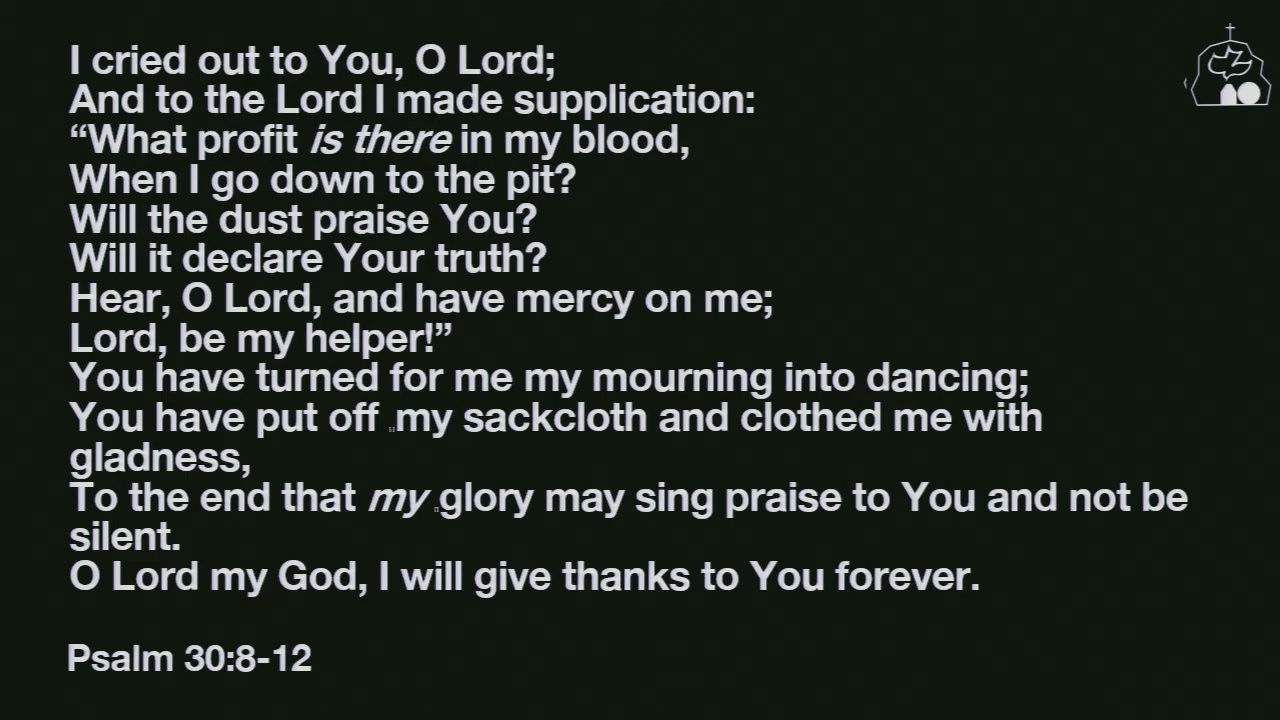 I cried out to You, O Lord;
And to the Lord I made supplication:
“What profit is there in my blood,
When I go down to the pit?
Will the dust praise You?
Will it declare Your truth?
Hear, O Lord, and have mercy on me;
Lord, be my helper!”
You have turned for me my mourning into dancing;
You have put off my sackcloth and clothed me with
gladness,
To the end that my glory may sing praise to You and not be
silent.
O Lord my God, I will give thanks to You forever.
Psalm 30:8-12